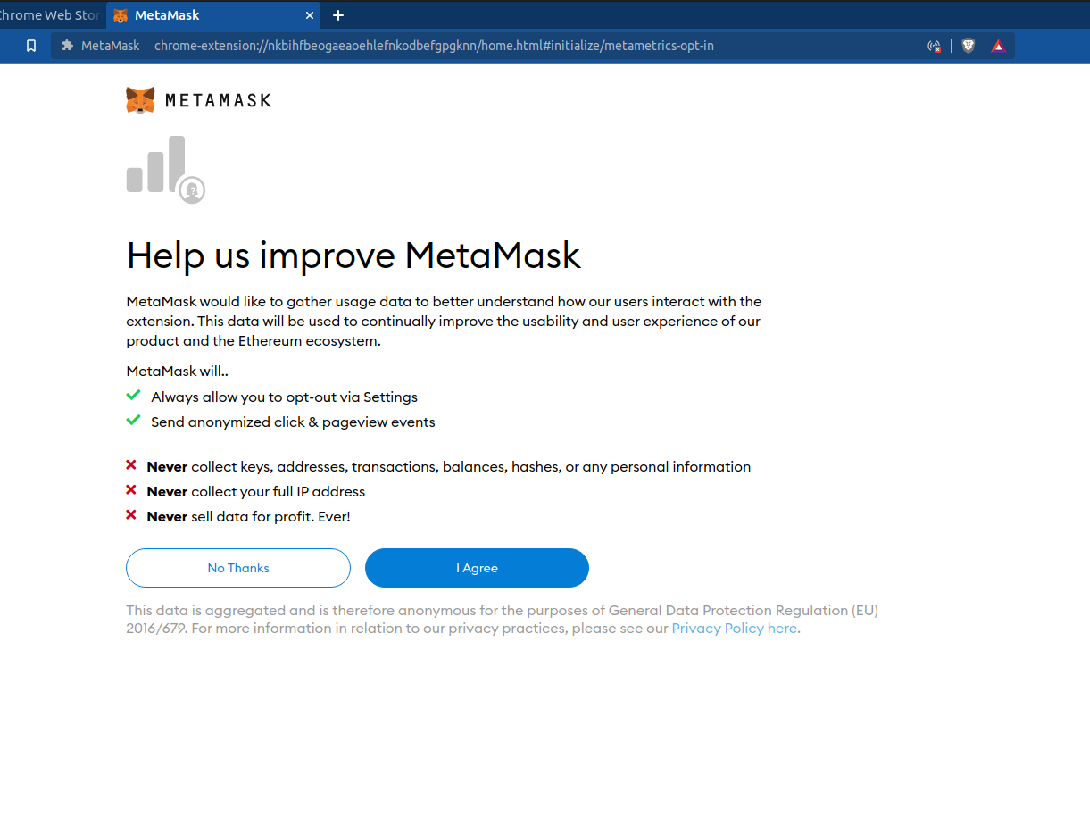 Chrome Web Stor
MetaMask
MetaMask chrome-extension://nkbihfbeogaeaoehlefnkodbefgpgknn/home.html#initialize/metametrics-opt-in
METAMASK
Help us improve MetaMask
MetaMask would like to gather usage data to better understand how our users interact with the
extension. This data will be used to continually improve the usability and user experience of our
product and the Ethereum ecosystem.
MetaMask will..
Always allow you to opt-out via Settings
Send anonymized click & pageview events
Never collect keys, addresses, transactions, balances, hashes, or any personal information
Never collect your full IP address
Never sell data for profit. Ever!
No Thanks
I Agree
This data is aggregated and is therefore anonymous for the purposes of General Data Protection Regulation (EU)
2016/679. For more information in relation to our privacy practices, please see our Privacy Policy here.